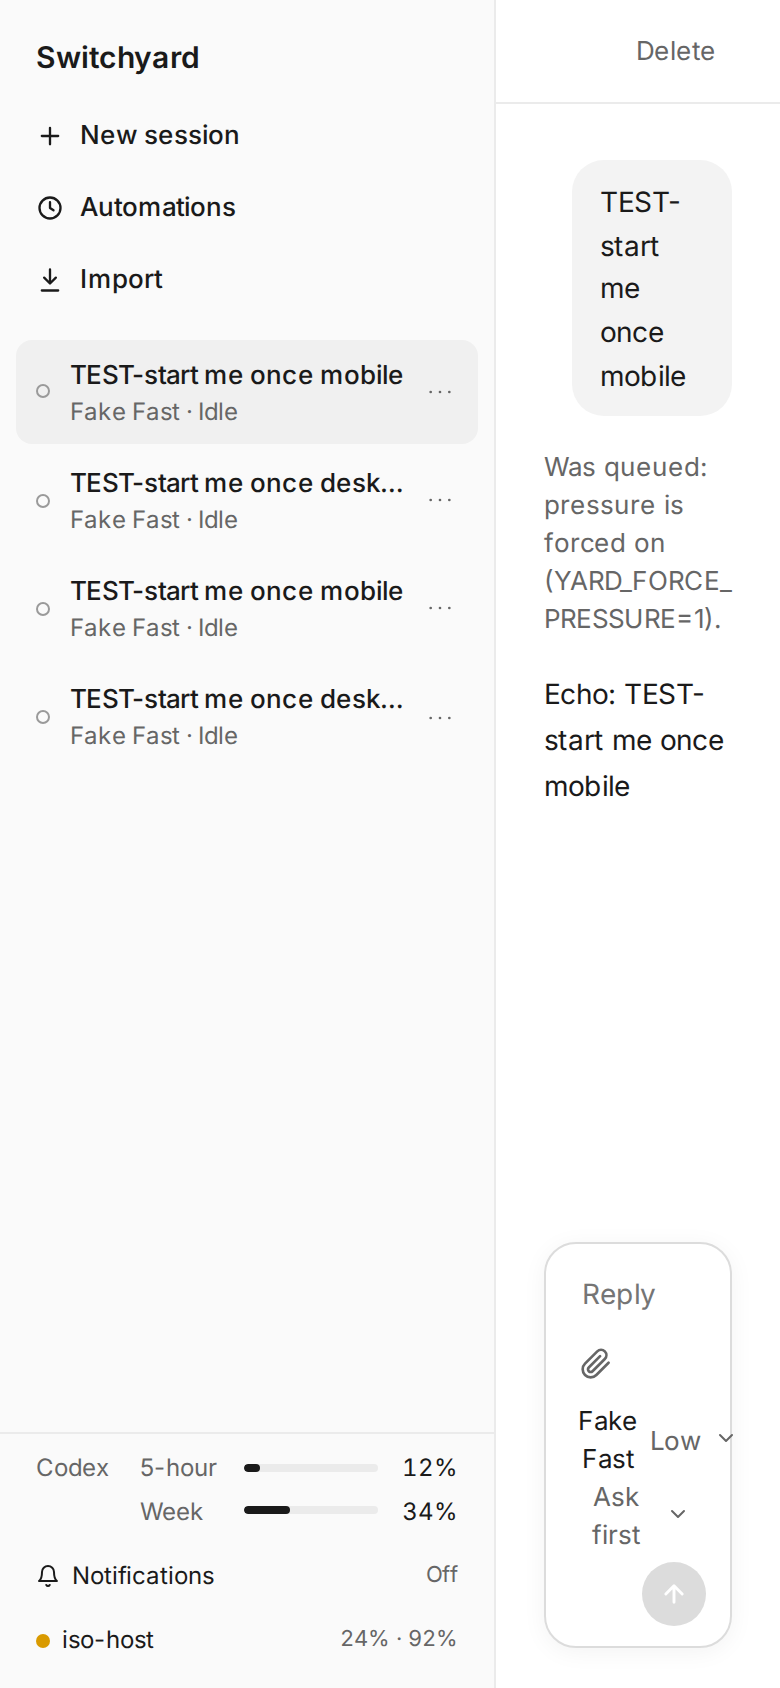 Switchyard
New session
Automations
Import
TEST-start me once mobile
Fake Fast · Idle
...
TEST-start me once desk...
Fake Fast · Idle
...
TEST-start me once mobile
Fake Fast · Idle
...
TEST-start me once desk...
Fake Fast · Idle
...
Codex 5-hour 12%
Week 34%
Notifications Off
iso-host 24% · 92%
Delete
TEST-
start
me
once
mobile
Was queued:
pressure is
forced on
(YARD_FORCE_
PRESSURE=1).
Echo: TEST-
start me once
mobile
Reply
Fake
Fast
Low
Ask
first